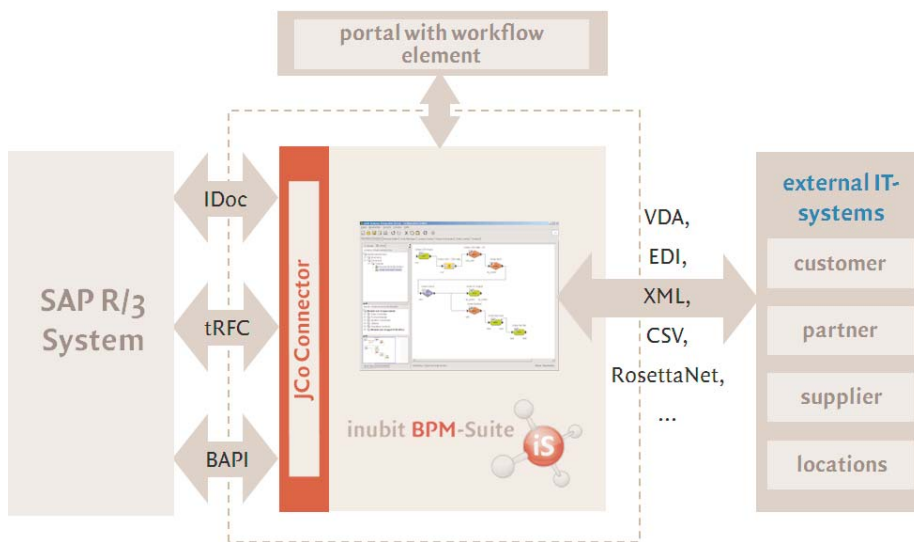 portal with workflow
element
SAP R/3
System
IDoc
tRFC
BAPI
JCo Connector
inubit BPM-Suite
iS
VDA,
EDI,
XML,
CSV,
RosettaNet,
...
external IT-
systems
customer
partner
supplier
locations